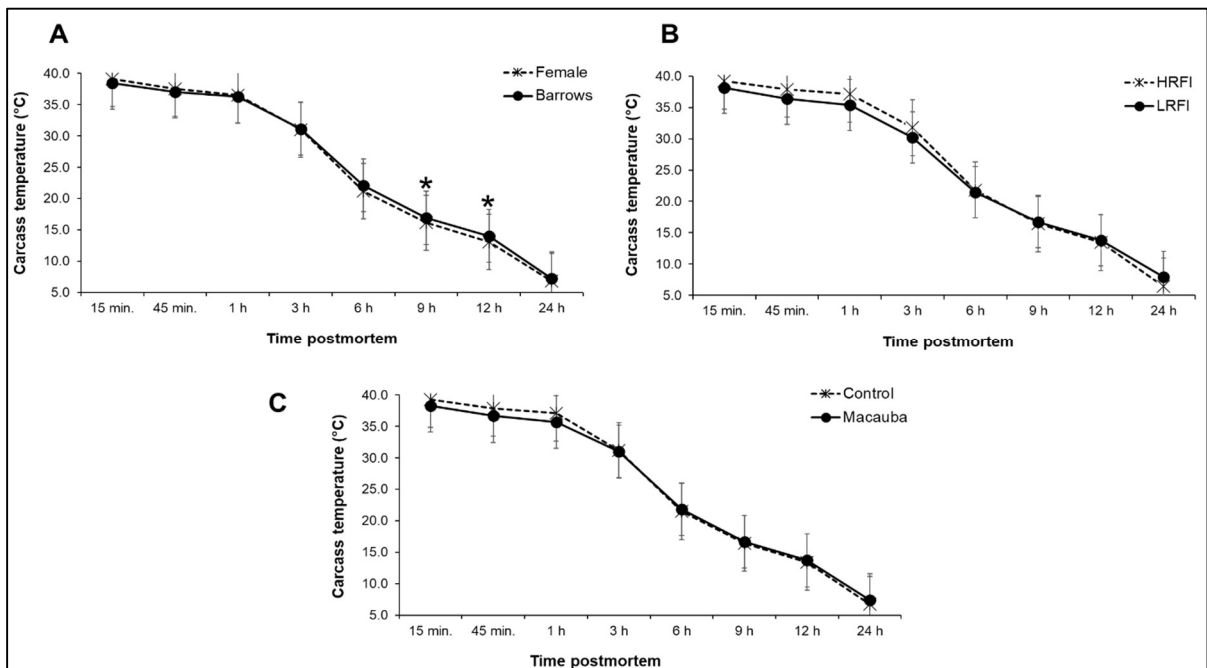 A
Female
Barrows
Carcass temperature (°C)
40.0
35.0
30.0
25.0
20.0
15.0
10.0
5.0
*
*
15 min.
45 min.
1 h
3 h
6 h
9 h
12 h
24 h
Time postmortem
B
HRFI
LRFI
Carcass temperature (°C)
40.0
35.0
30.0
25.0
20.0
15.0
10.0
5.0
15 min.
45 min.
1 h
3 h
6 h
9 h
12 h
24 h
Time postmortem
C
Control
Macauba
Carcass temperature (°C)
40.0
35.0
30.0
25.0
20.0
15.0
10.0
5.0
15 min.
45 min.
1 h
3 h
6 h
9 h
12 h
24 h
Time postmortem